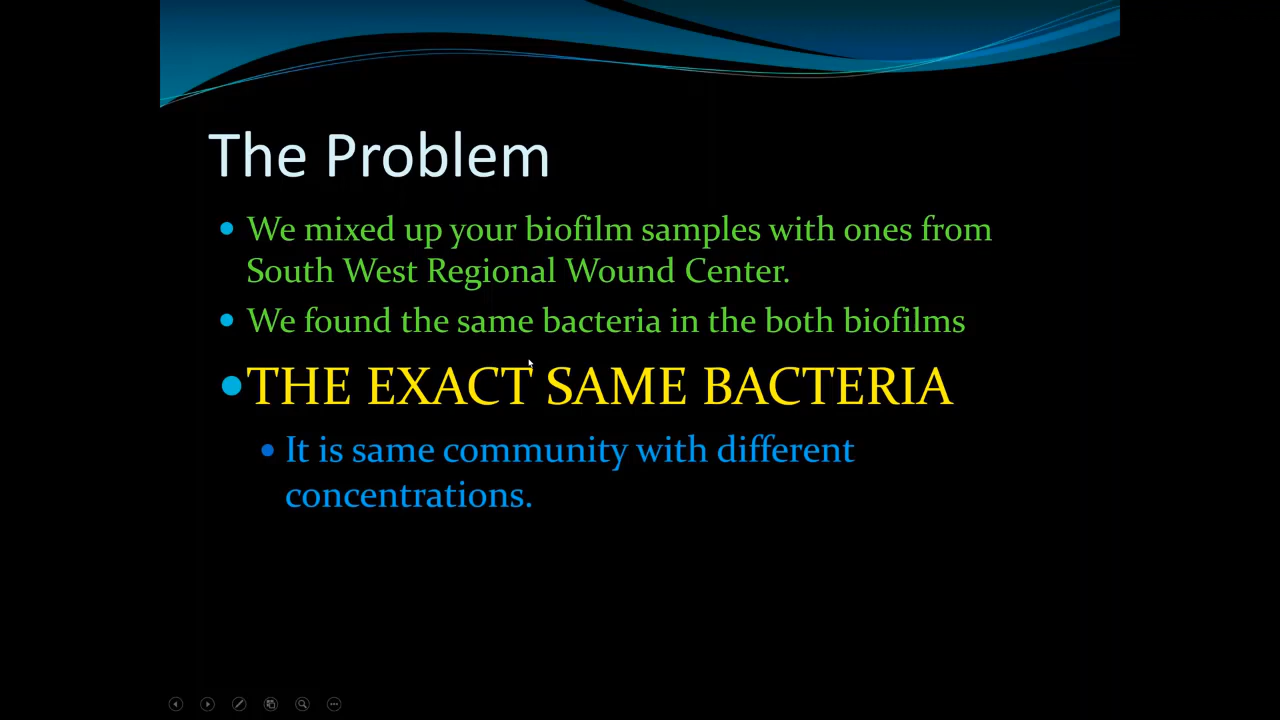 The Problem
We mixed up your biofilm samples with ones from
South West Regional Wound Center.
We found the same bacteria in the both biofilms
THE EXACT SAME BACTERIA
It is same community with different
concentrations.